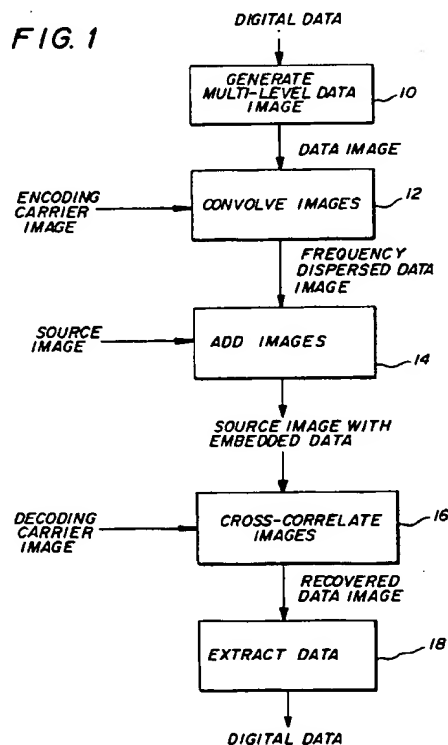 FIG. 1
DIGITAL DATA
GENERATE
MULTI-LEVEL DATA
IMAGE
10
DATA IMAGE
ENCODING
CARRIER
IMAGE
CONVOLVE IMAGES
12
FREQUENCY
DISPERSED DATA
IMAGE
SOURCE
IMAGE
ADD IMAGES
14
SOURCE IMAGE WITH
EMBEDDED DATA
DECODING
CARRIER
IMAGE
CROSS-CORRELATE
IMAGES
16
RECOVERED
DATA IMAGE
EXTRACT DATA
18
DIGITAL DATA